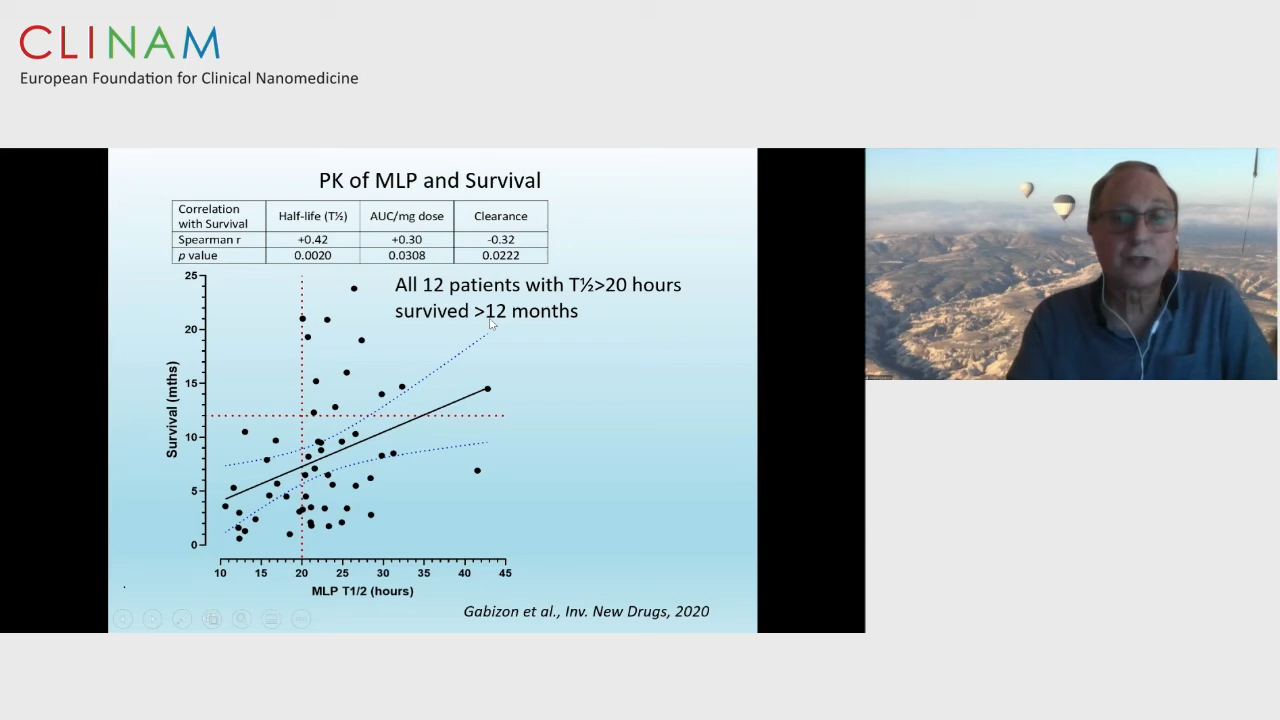 CLINAM
European Foundation for Clinical Nanomedicine
PK of MLP and Survival
Correlation with Survival | Half-life (T½) | AUC/mg dose | Clearance
Spearman r | +0.42 | +0.30 | -0.32
p value | 0.0020 | 0.0308 | 0.0222
All 12 patients with T½>20 hours
survived >12 months
25
20
15
10
5
0
Survival (mths)
10 15 20 25 30 35 40 45
MLP T1/2 (hours)
Gabizon et al., Inv. New Drugs, 2020